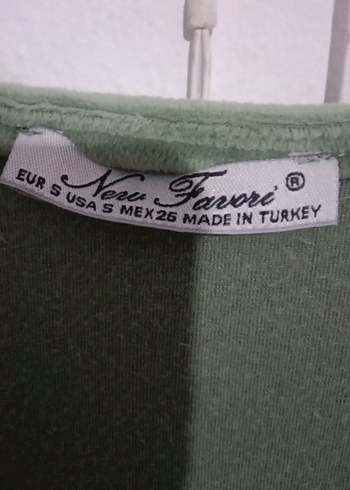 New Favori ®
EUR S USA S MEX26 MADE IN TURKEY